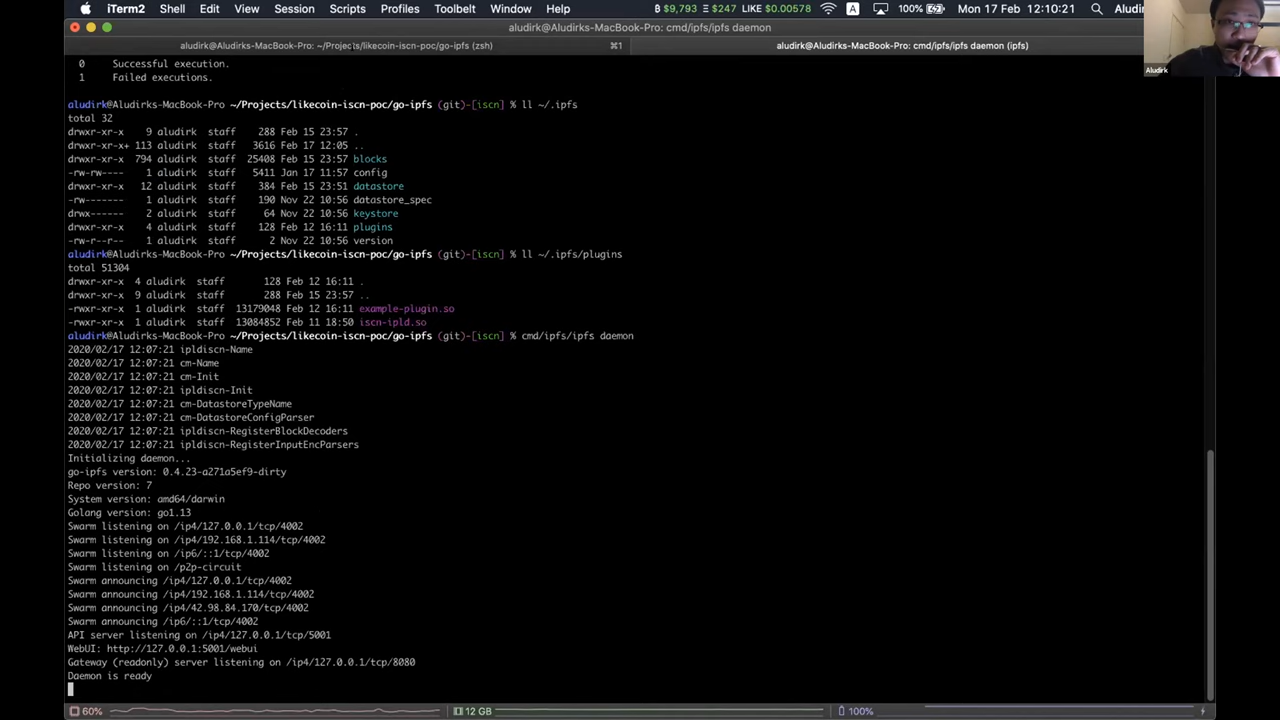 iTerm2 Shell Edit View Session Scripts Profiles Toolbelt Window Help ₿ $9,793 Ξ $247 LIKE $0.00578 A 100% Mon 17 Feb 12:10:21 Aludirk
aludirk@Aludirks-MacBook-Pro: cmd/ipfs/ipfs daemon
aludirk@Aludirks-MacBook-Pro: ~/Projects/likecoin-iscn-poc/go-ipfs (zsh) ⌘1 aludirk@Aludirks-MacBook-Pro: cmd/ipfs/ipfs daemon (ipfs)
Aludirk
0 Successful execution.
1 Failed executions.
aludirk@Aludirks-MacBook-Pro ~/Projects/likecoin-iscn-poc/go-ipfs (git)-[iscn] % ll ~/.ipfs
total 32
drwxr-xr-x 9 aludirk staff 288 Feb 15 23:57 .
drwxr-xr-x+ 113 aludirk staff 3616 Feb 17 12:05 ..
drwxr-xr-x 794 aludirk staff 25408 Feb 15 23:57 blocks
-rw-rw---- 1 aludirk staff 5411 Jan 17 11:57 config
drwxr-xr-x 12 aludirk staff 384 Feb 15 23:51 datastore
-rw------- 1 aludirk staff 190 Nov 22 10:56 datastore_spec
drwx------ 2 aludirk staff 64 Nov 22 10:56 keystore
drwxr-xr-x 4 aludirk staff 128 Feb 12 16:11 plugins
-rw-r--r-- 1 aludirk staff 2 Nov 22 10:56 version
aludirk@Aludirks-MacBook-Pro ~/Projects/likecoin-iscn-poc/go-ipfs (git)-[iscn] % ll ~/.ipfs/plugins
total 51304
drwxr-xr-x 4 aludirk staff 128 Feb 12 16:11 .
drwxr-xr-x 9 aludirk staff 288 Feb 15 23:57 ..
-rwxr-xr-x 1 aludirk staff 13179048 Feb 12 16:11 example-plugin.so
-rwxr-xr-x 1 aludirk staff 13084852 Feb 11 18:50 iscn-ipld.so
aludirk@Aludirks-MacBook-Pro ~/Projects/likecoin-iscn-poc/go-ipfs (git)-[iscn] % cmd/ipfs/ipfs daemon
2020/02/17 12:07:21 ipldiscn-Name
2020/02/17 12:07:21 cm-Name
2020/02/17 12:07:21 cm-Init
2020/02/17 12:07:21 ipldiscn-Init
2020/02/17 12:07:21 cm-DatastoreTypeName
2020/02/17 12:07:21 cm-DatastoreConfigParser
2020/02/17 12:07:21 ipldiscn-RegisterBlockDecoders
2020/02/17 12:07:21 ipldiscn-RegisterInputEncParsers
Initializing daemon...
go-ipfs version: 0.4.23-a271a5ef9-dirty
Repo version: 7
System version: amd64/darwin
Golang version: go1.13
Swarm listening on /ip4/127.0.0.1/tcp/4002
Swarm listening on /ip4/192.168.1.114/tcp/4002
Swarm listening on /ip6/::1/tcp/4002
Swarm listening on /p2p-circuit
Swarm announcing /ip4/127.0.0.1/tcp/4002
Swarm announcing /ip4/192.168.1.114/tcp/4002
Swarm announcing /ip4/42.98.84.170/tcp/4002
Swarm announcing /ip6/::1/tcp/4002
API server listening on /ip4/127.0.0.1/tcp/5001
WebUI: http://127.0.0.1:5001/webui
Gateway (readonly) server listening on /ip4/127.0.0.1/tcp/8080
Daemon is ready
60% 12 GB 100%